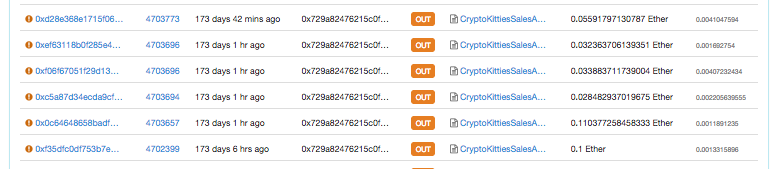 0xd28e368e1715f06... 4703773 173 days 42 mins ago 0x729a82476215c0f... OUT CryptoKittiesSalesA... 0.05591797130787 Ether 0.0041047594
0xef63118b0f285e4... 4703696 173 days 1 hr ago 0x729a82476215c0f... OUT CryptoKittiesSalesA... 0.032363706139351 Ether 0.001692754
0xf06f67051f29d13... 4703696 173 days 1 hr ago 0x729a82476215c0f... OUT CryptoKittiesSalesA... 0.033883711739004 Ether 0.00407232434
0xc5a87d34ecda9cf... 4703694 173 days 1 hr ago 0x729a82476215c0f... OUT CryptoKittiesSalesA... 0.028482937019675 Ether 0.002205639555
0x0c64648658badf... 4703657 173 days 1 hr ago 0x729a82476215c0f... OUT CryptoKittiesSalesA... 0.110377258458333 Ether 0.0011891235
0xf35dfc0df753b7e... 4702399 173 days 6 hrs ago 0x729a82476215c0f... OUT CryptoKittiesSalesA... 0.1 Ether 0.0013315896